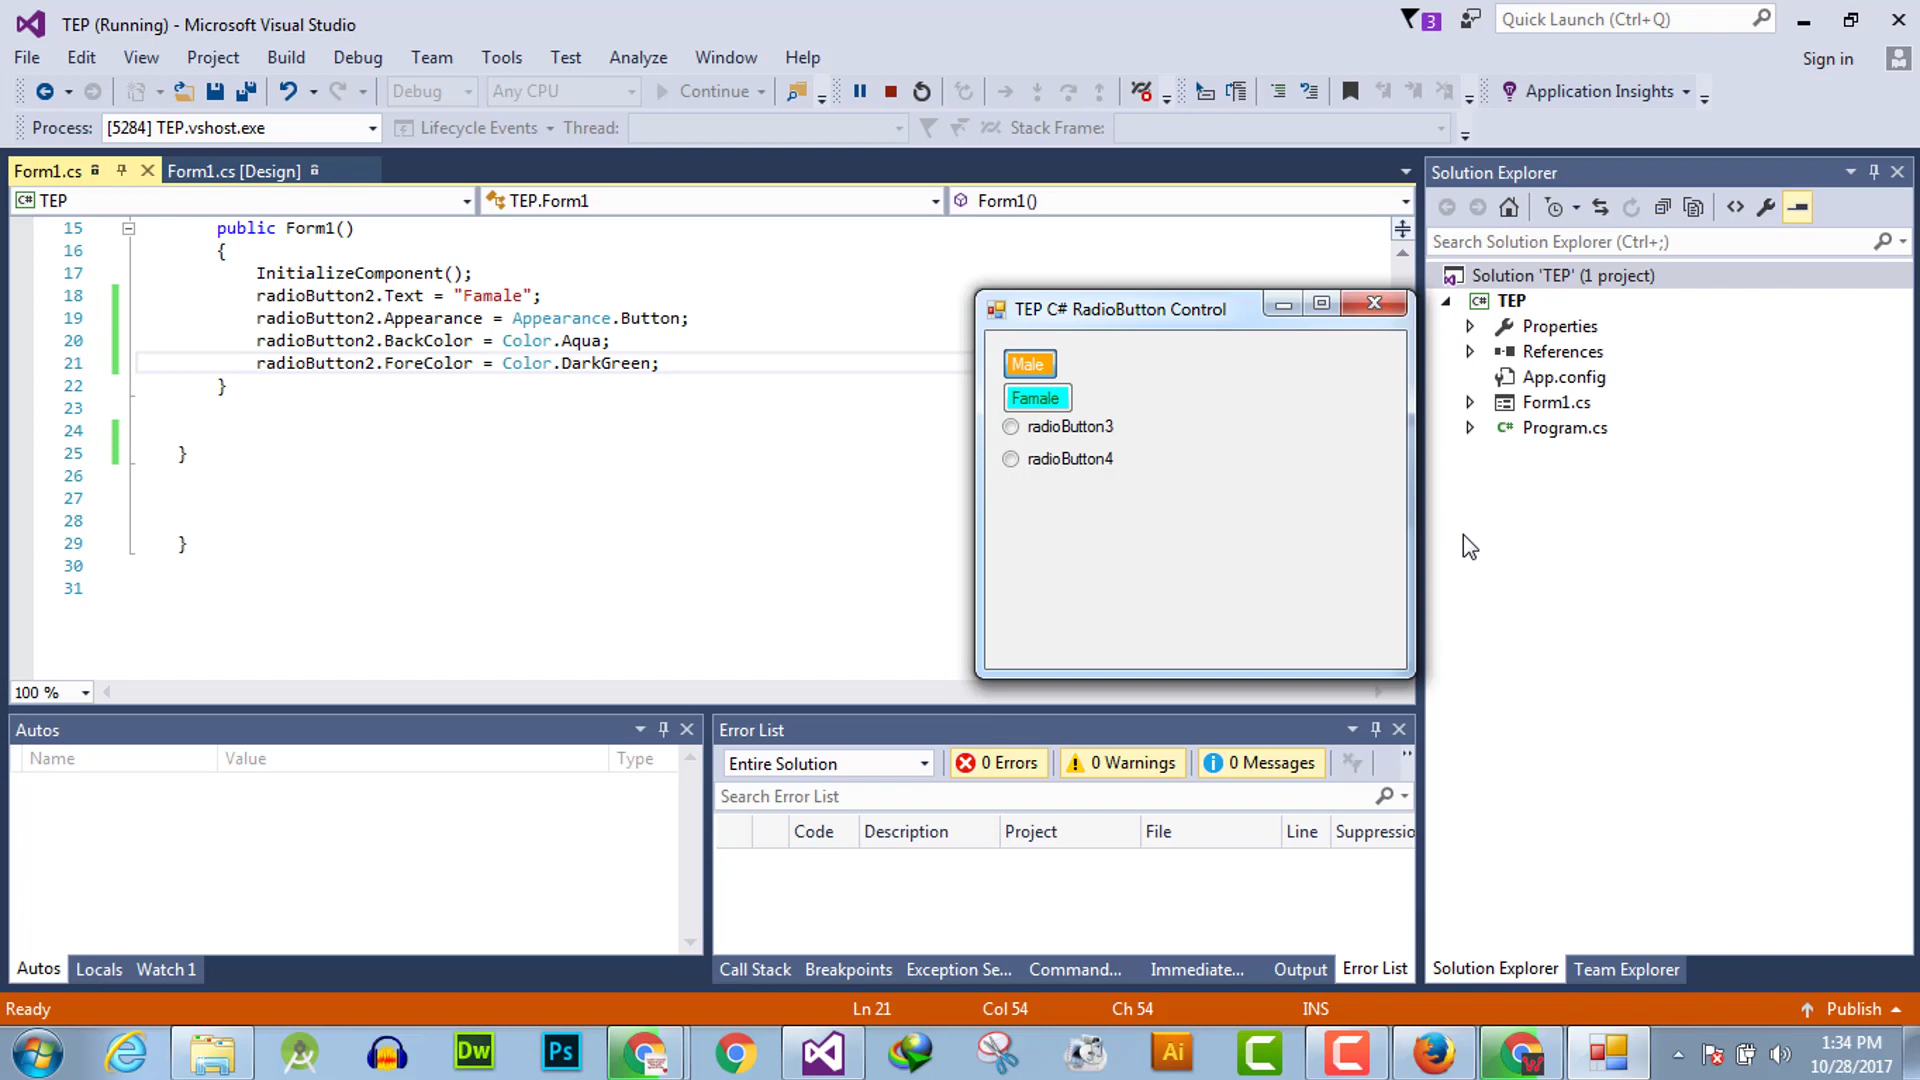 TEP (Running) - Microsoft Visual Studio
3
Quick Launch (Ctrl+Q)
File Edit View Project Build Debug Team Tools Test Analyze Window Help
Sign in
Debug Any CPU Continue Application Insights
Process: [5284] TEP.vshost.exe Lifecycle Events Thread: Stack Frame:
Form1.cs Form1.cs [Design]
C# TEP TEP.Form1 Form1()
15 public Form1()
16 {
17 InitializeComponent();
18 radioButton2.Text = "Famale";
19 radioButton2.Appearance = Appearance.Button;
20 radioButton2.BackColor = Color.Aqua;
21 radioButton2.ForeColor = Color.DarkGreen;
22 }
23
24
25 }
26
27
28
29 }
30
31
100 %
TEP C# RadioButton Control
Male
Famale
radioButton3
radioButton4
Solution Explorer
Search Solution Explorer (Ctrl+;)
Solution 'TEP' (1 project)
C# TEP
Properties
References
App.config
Form1.cs
C# Program.cs
Autos
Name Value Type
Autos Locals Watch 1
Error List
Entire Solution 0 Errors 0 Warnings 0 Messages
Search Error List
Code Description Project File Line Suppressio
Call Stack Breakpoints Exception Se... Command... Immediate... Output Error List
Solution Explorer Team Explorer
Ready Ln 21 Col 54 Ch 54 INS Publish
Dw Ps Ai
1:34 PM
10/28/2017